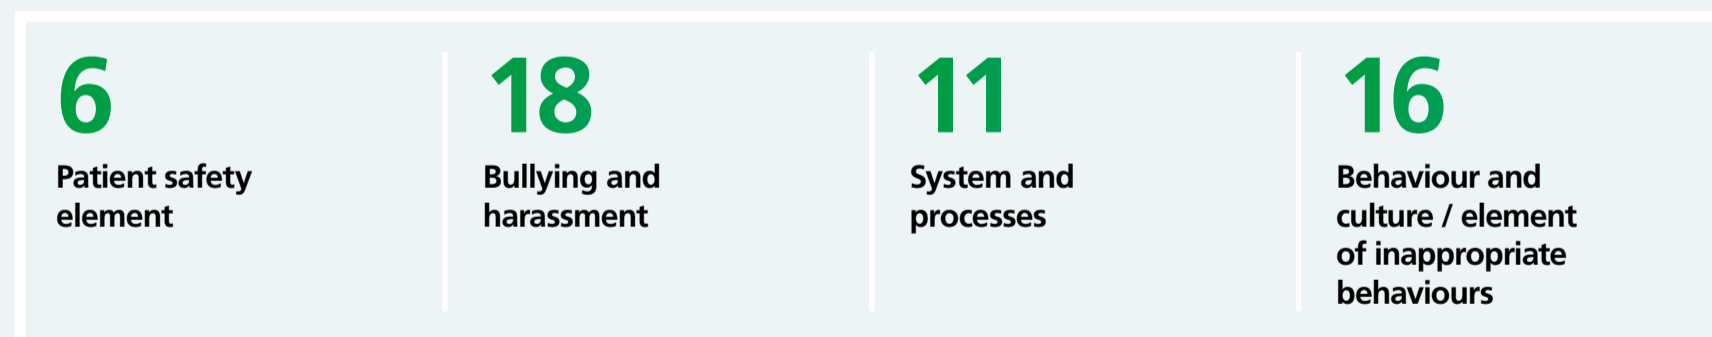 6
Patient safety
element
18
Bullying and
harassment
11
System and
processes
16
Behaviour and
culture / element
of inappropriate
behaviours